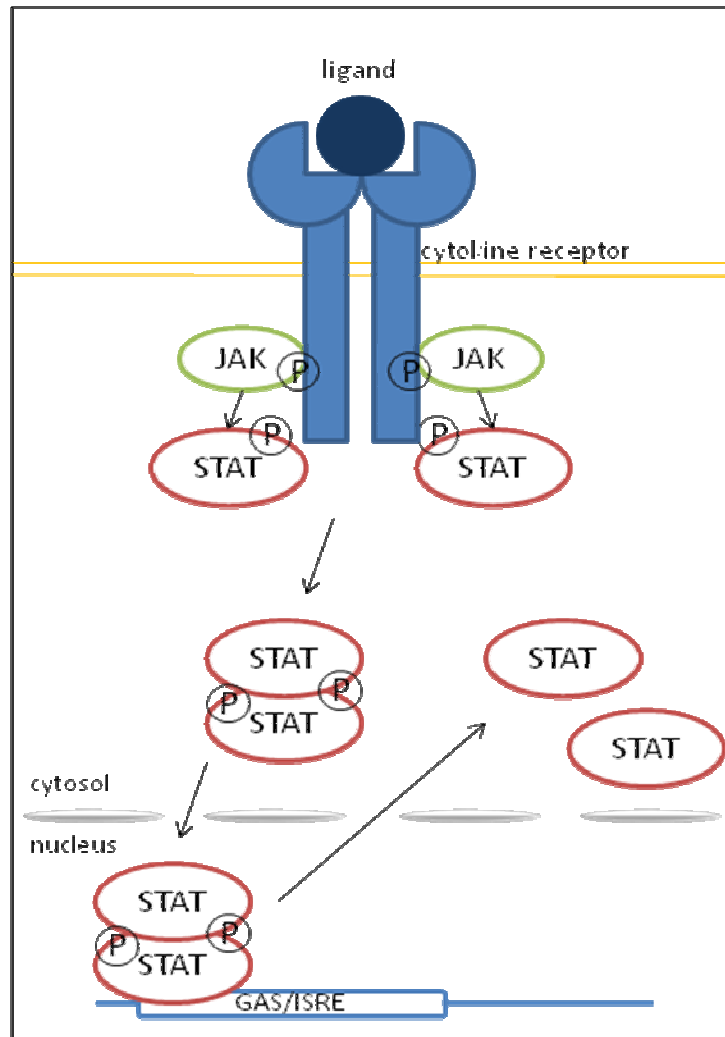 ligand
cytokine receptor
JAK
P
P
JAK
P
P
STAT
STAT
STAT
STAT
P
P
STAT
STAT
cytosol
nucleus
STAT
P
P
STAT
GAS/ISRE